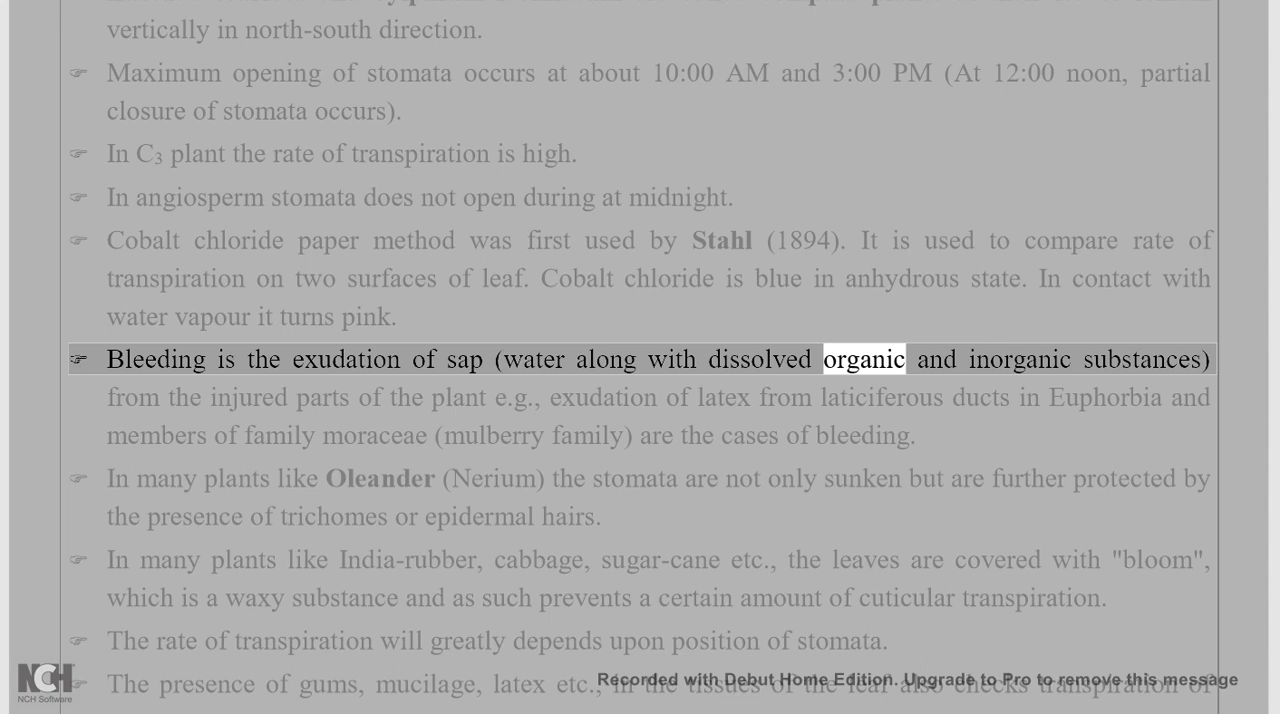 vertically in north-south direction.
☞ Maximum opening of stomata occurs at about 10:00 AM and 3:00 PM (At 12:00 noon, partial
closure of stomata occurs).
☞ In C₃ plant the rate of transpiration is high.
☞ In angiosperm stomata does not open during at midnight.
☞ Cobalt chloride paper method was first used by Stahl (1894). It is used to compare rate of
transpiration on two surfaces of leaf. Cobalt chloride is blue in anhydrous state. In contact with
water vapour it turns pink.
☞ Bleeding is the exudation of sap (water along with dissolved organic and inorganic substances)
from the injured parts of the plant e.g., exudation of latex from laticiferous ducts in Euphorbia and
members of family moraceae (mulberry family) are the cases of bleeding.
☞ In many plants like Oleander (Nerium) the stomata are not only sunken but are further protected by
the presence of trichomes or epidermal hairs.
☞ In many plants like India-rubber, cabbage, sugar-cane etc., the leaves are covered with "bloom",
which is a waxy substance and as such prevents a certain amount of cuticular transpiration.
☞ The rate of transpiration will greatly depends upon position of stomata.
☞ The presence of gums, mucilage, latex etc., in the tissues of the leaf also checks transpiration of
NCH
NCH Software
Recorded with Debut Home Edition. Upgrade to Pro to remove this message